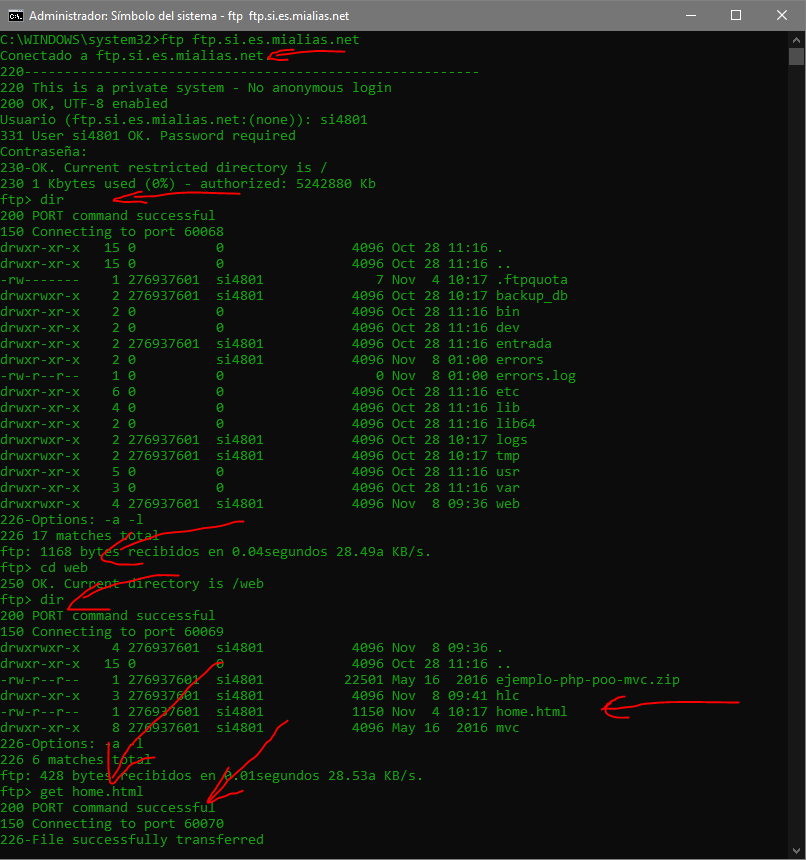 Administrador: Símbolo del sistema - ftp ftp.si.es.mialias.net
C:\WINDOWS\system32>ftp ftp.si.es.mialias.net
Conectado a ftp.si.es.mialias.net
220---------------------------------------------------------
220 This is a private system - No anonymous login
200 OK, UTF-8 enabled
Usuario (ftp.si.es.mialias.net:(none)): si4801
331 User si4801 OK. Password required
Contraseña:
230-OK. Current restricted directory is /
230 1 Kbytes used (0%) - authorized: 5242880 Kb
ftp> dir
200 PORT command successful
150 Connecting to port 60068
drwxr-xr-x   15 0          0                4096 Oct 28 11:16 .
drwxr-xr-x   15 0          0                4096 Oct 28 11:16 ..
-rw-------    1 276937601  si4801              7 Nov  4 10:17 .ftpquota
drwxrwxr-x    2 276937601  si4801           4096 Oct 28 10:17 backup_db
drwxr-xr-x    2 0          0                4096 Oct 28 11:16 bin
drwxr-xr-x    2 0          0                4096 Oct 28 11:16 dev
drwxrwxr-x    2 276937601  si4801           4096 Oct 28 11:16 entrada
drwxr-xr-x    2 0          si4801           4096 Nov  8 01:00 errors
-rw-r--r--    1 0          0                   0 Nov  8 01:00 errors.log
drwxr-xr-x    6 0          0                4096 Oct 28 11:16 etc
drwxr-xr-x    4 0          0                4096 Oct 28 11:16 lib
drwxr-xr-x    2 0          0                4096 Oct 28 11:16 lib64
drwxrwxr-x    2 276937601  si4801           4096 Oct 28 10:17 logs
drwxrwxr-x    2 276937601  si4801           4096 Oct 28 10:17 tmp
drwxr-xr-x    5 0          0                4096 Oct 28 11:16 usr
drwxr-xr-x    3 0          0                4096 Oct 28 11:16 var
drwxrwxr-x    4 276937601  si4801           4096 Nov  8 09:36 web
226-Options: -a -l
226 17 matches total
ftp: 1168 bytes recibidos en 0.04segundos 28.49a KB/s.
ftp> cd web
250 OK. Current directory is /web
ftp> dir
200 PORT command successful
150 Connecting to port 60069
drwxrwxr-x    4 276937601  si4801           4096 Nov  8 09:36 .
drwxr-xr-x   15 0          0                4096 Oct 28 11:16 ..
-rw-r--r--    1 276937601  si4801          22501 May 16  2016 ejemplo-php-poo-mvc.zip
drwxr-xr-x    3 276937601  si4801           4096 Nov  8 09:41 hlc
-rw-r--r--    1 276937601  si4801           1150 Nov  4 10:17 home.html
drwxr-xr-x    8 276937601  si4801           4096 May 16  2016 mvc
226-Options: -a -l
226 6 matches total
ftp: 428 bytes recibidos en 0.01segundos 28.53a KB/s.
ftp> get home.html
200 PORT command successful
150 Connecting to port 60070
226-File successfully transferred